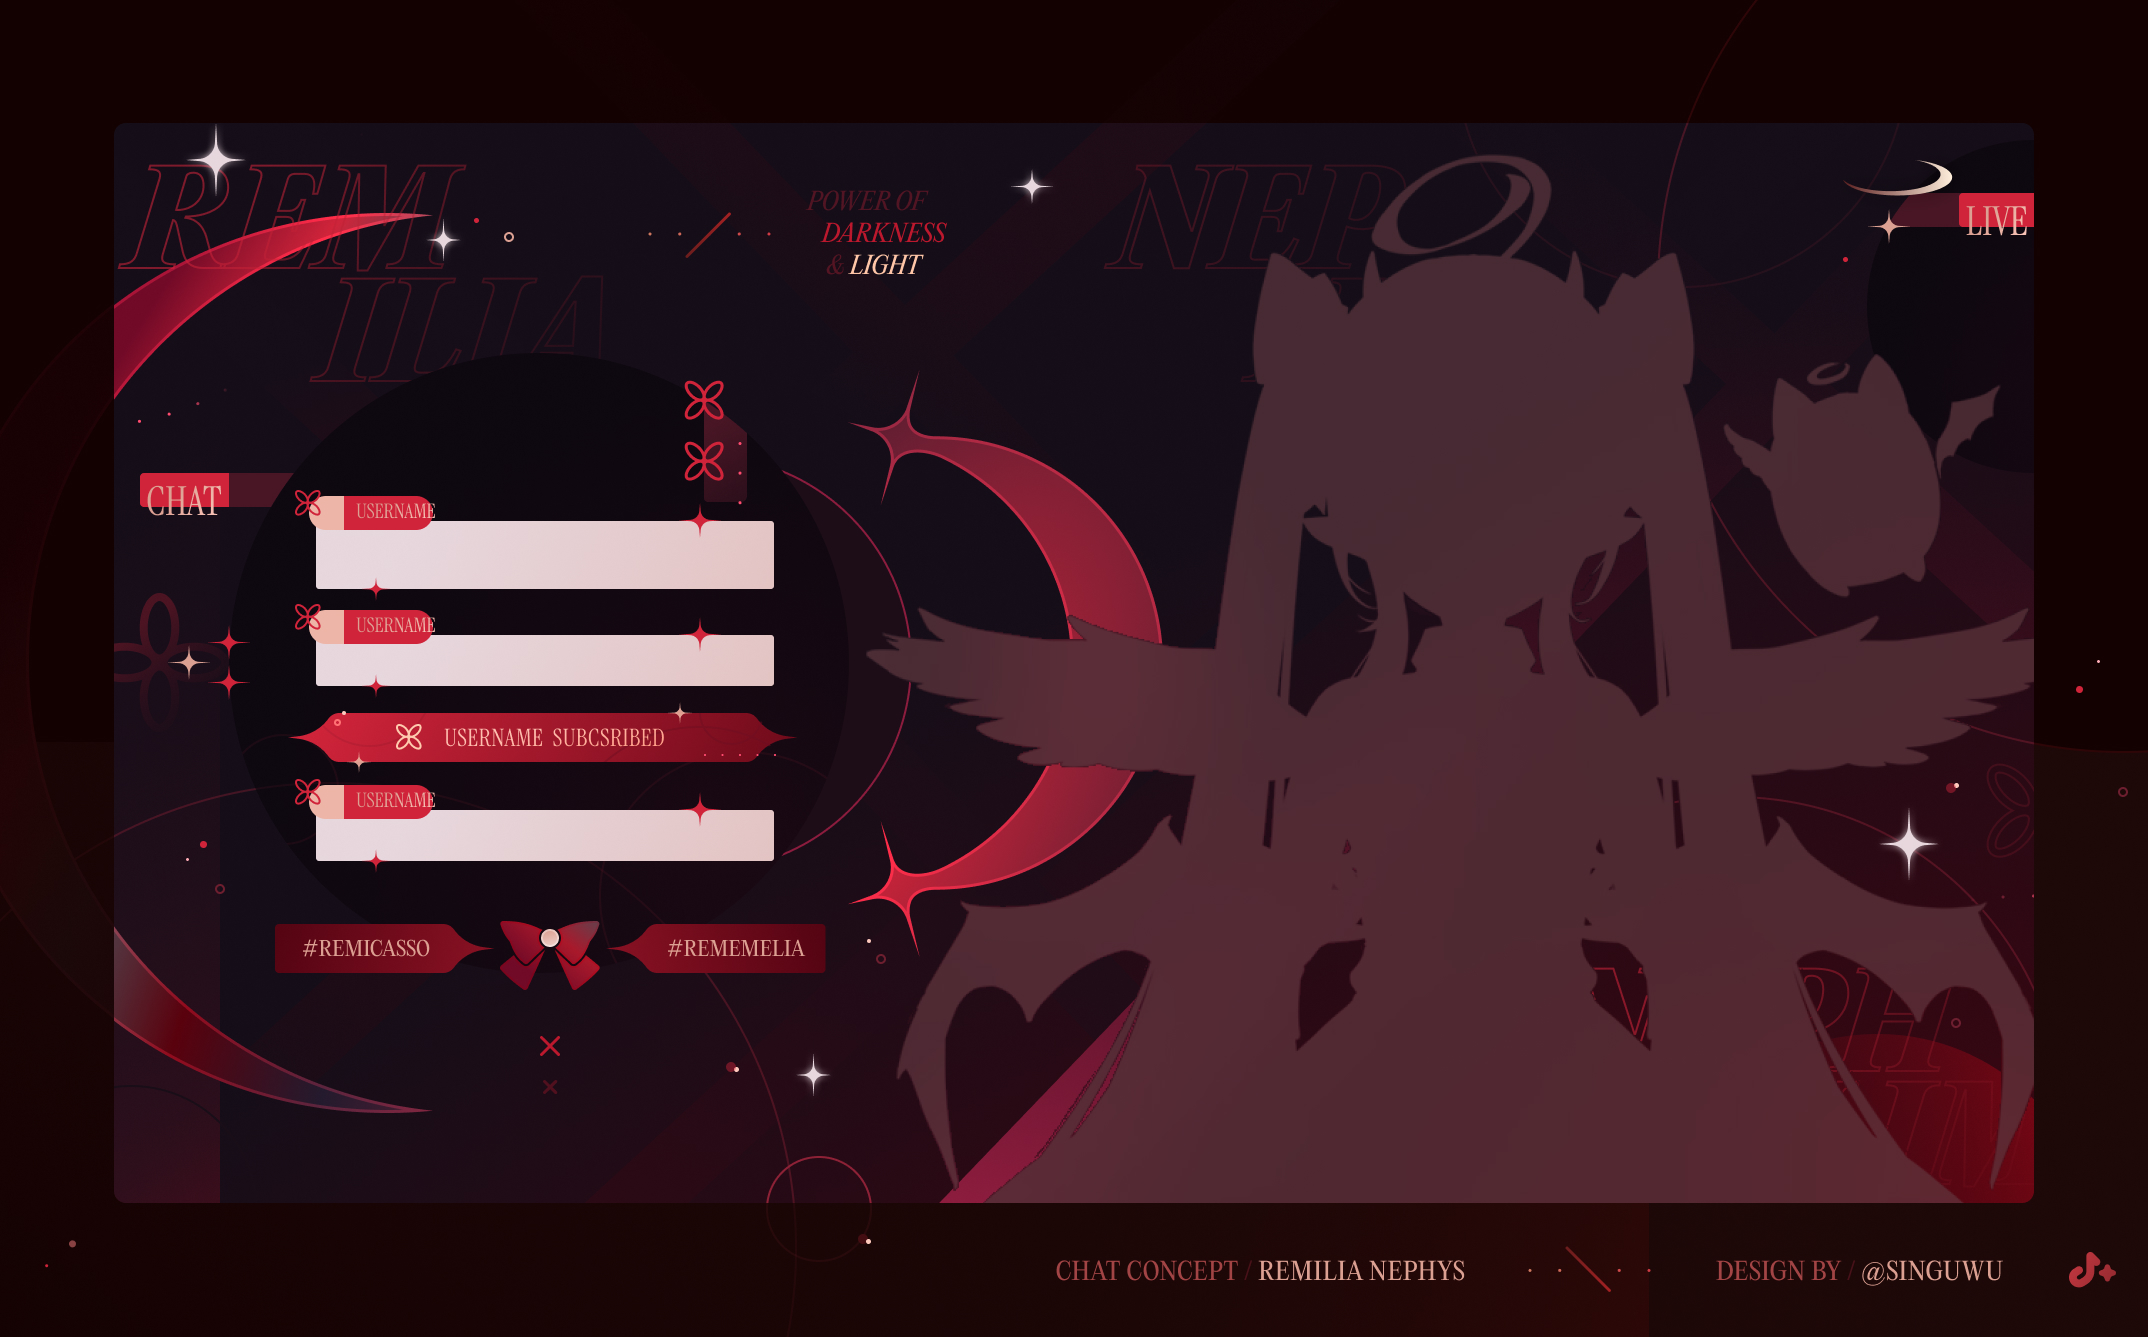 REM
ILIA
POWER OF
DARKNESS
& LIGHT
NEP
LIVE
CHAT
USERNAME
USERNAME
USERNAME SUBCSRIBED
USERNAME
#REMICASSO
#REMEMELIA
CHAT CONCEPT / REMILIA NEPHYS
DESIGN BY / @SINGUWU